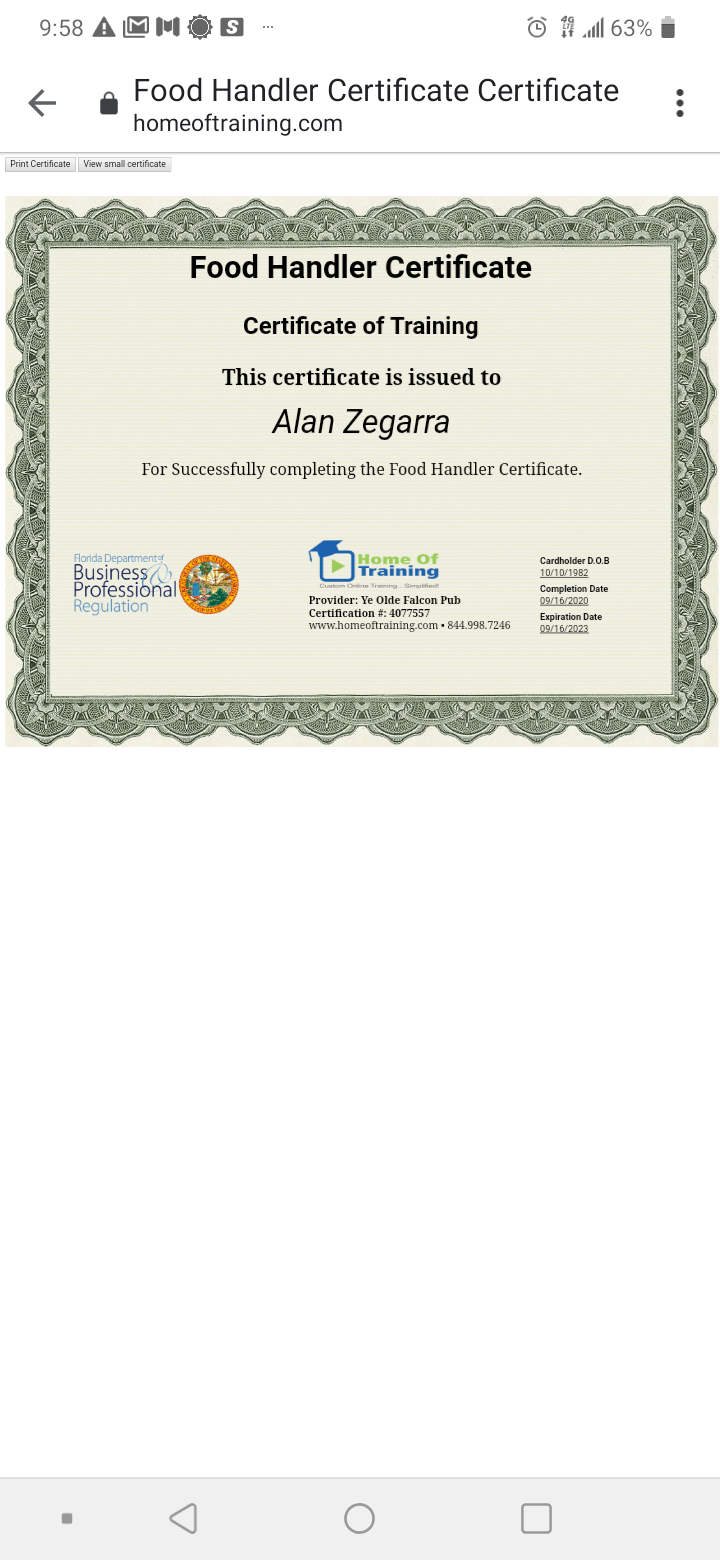 9:58
4G
LTE
63%
Food Handler Certificate Certificate
homeoftraining.com
Print Certificate View small certificate
Food Handler Certificate
Certificate of Training
This certificate is issued to
Alan Zegarra
For Successfully completing the Food Handler Certificate.
Florida Department of
Business &
Professional
Regulation
Home Of
Training
Custom Online Training...Simplified!
Provider: Ye Olde Falcon Pub
Certification #: 4077557
www.homeoftraining.com • 844.998.7246
Cardholder D.O.B
10/10/1982
Completion Date
09/16/2020
Expiration Date
09/16/2023